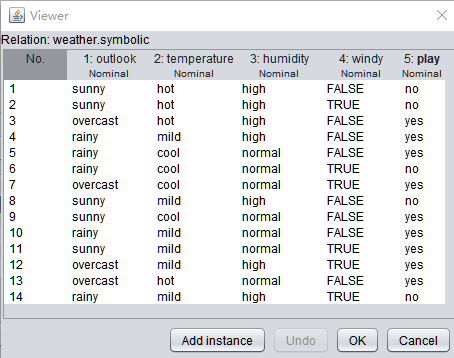 Viewer
Relation: weather.symbolic
No. 1: outlook 2: temperature 3: humidity 4: windy 5: play
Nominal Nominal Nominal Nominal Nominal
1 sunny hot high FALSE no
2 sunny hot high TRUE no
3 overcast hot high FALSE yes
4 rainy mild high FALSE yes
5 rainy cool normal FALSE yes
6 rainy cool normal TRUE no
7 overcast cool normal TRUE yes
8 sunny mild high FALSE no
9 sunny cool normal FALSE yes
10 rainy mild normal FALSE yes
11 sunny mild normal TRUE yes
12 overcast mild high TRUE yes
13 overcast hot normal FALSE yes
14 rainy mild high TRUE no
Add instance Undo OK Cancel